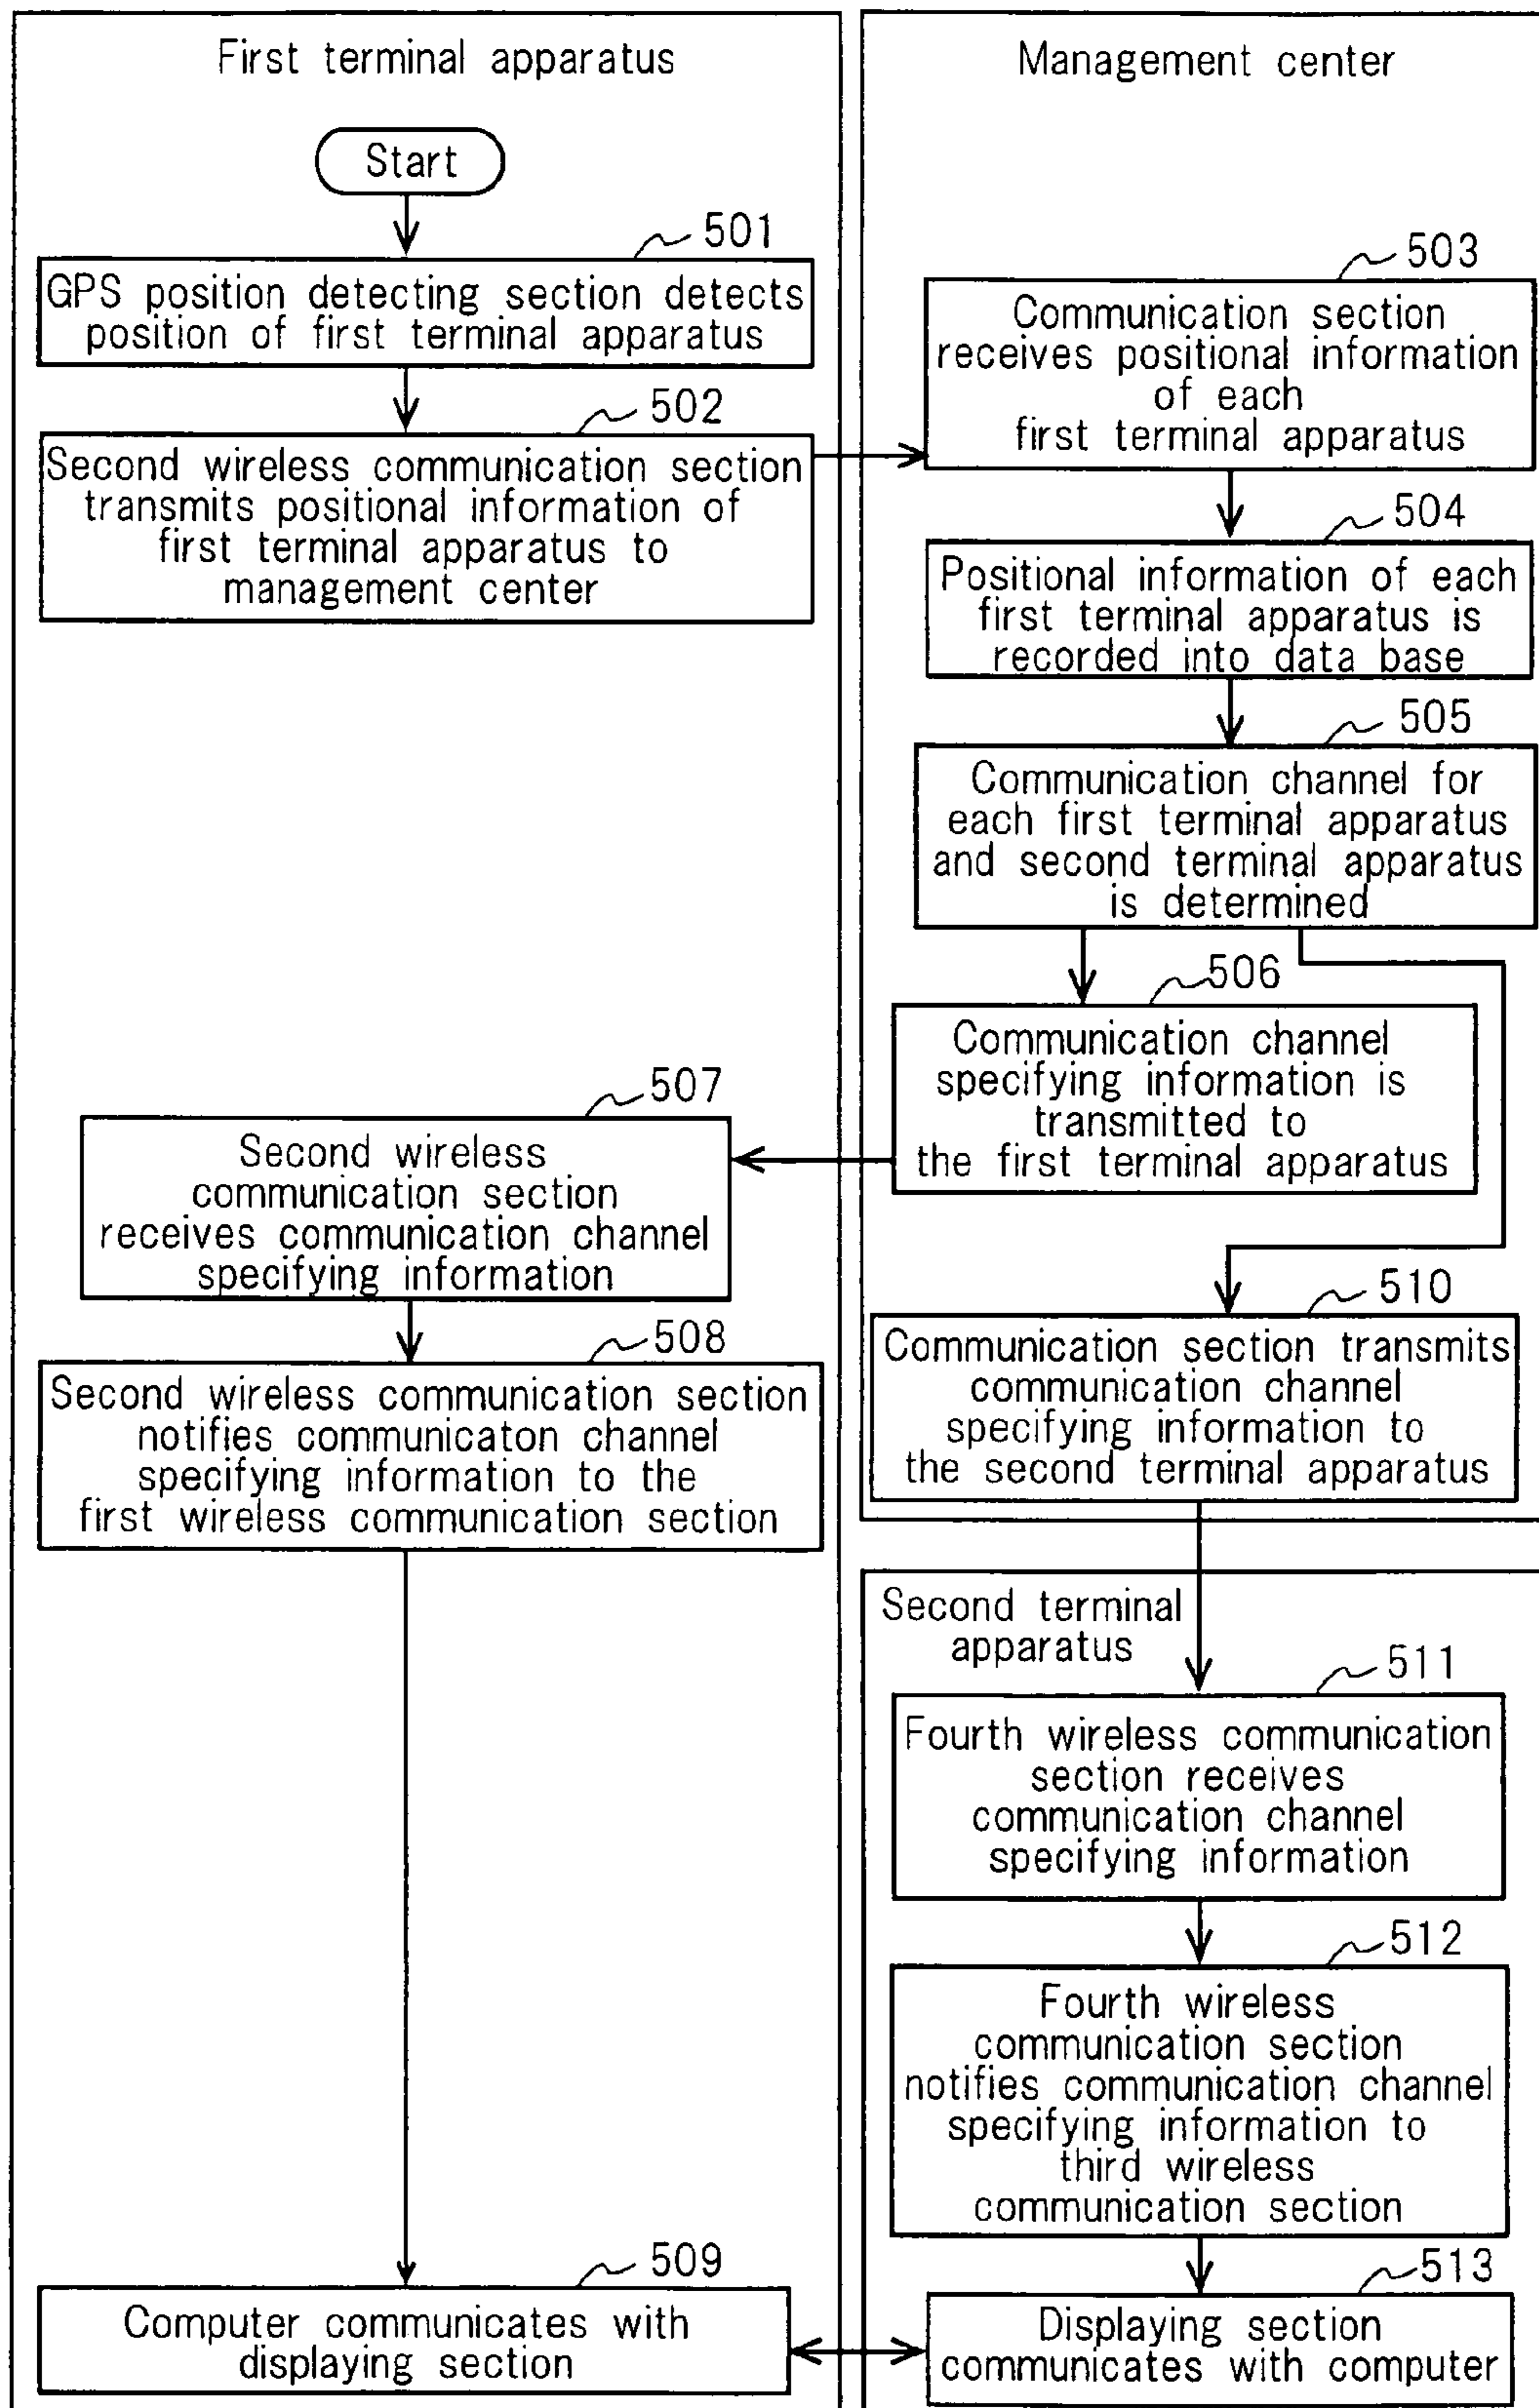 First terminal apparatus
Start
501
GPS position detecting section detects
position of first terminal apparatus
502
Second wireless communication section
transmits positional information of
first terminal apparatus to
management center
Management center
503
Communication section
receives positional information
of each
first terminal apparatus
504
Positional information of each
first terminal apparatus is
recorded into data base
505
Communication channel for
each first terminal apparatus
and second terminal apparatus
is determined
506
Communication channel
specifying information is
transmitted to
the first terminal apparatus
507
Second wireless
communication section
receives communication channel
specifying information
508
Second wireless communication section
notifies communicaton channel
specifying information to the
first wireless communication section
510
Communication section transmits
communication channel
specifying information to
the second terminal apparatus
Second terminal
apparatus
511
Fourth wireless communication
section receives
communication channel
specifying information
512
Fourth wireless
communication section
notifies communication channel
specifying information to
third wireless
communication section
509
Computer communicates with
displaying section
513
Displaying section
communicates with computer